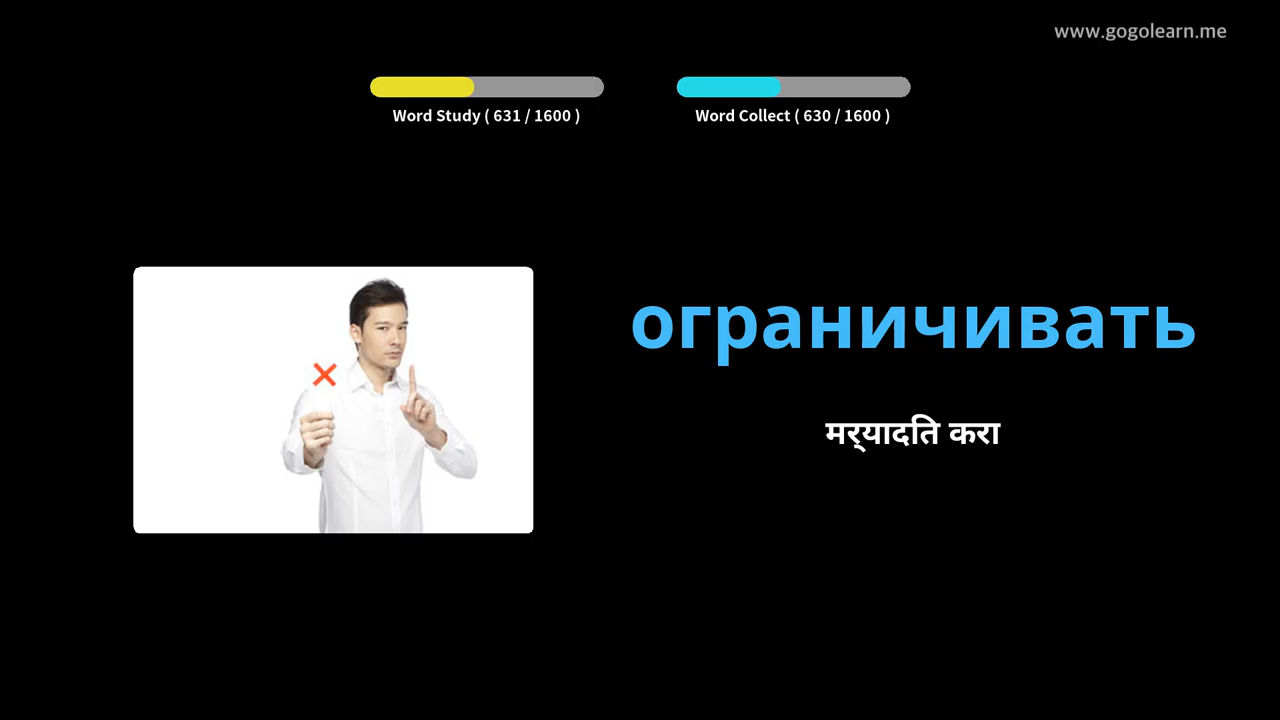 www.gogolearn.me
Word Study ( 631 / 1600 )
Word Collect ( 630 / 1600 )
ограничивать
मर्यादित करा